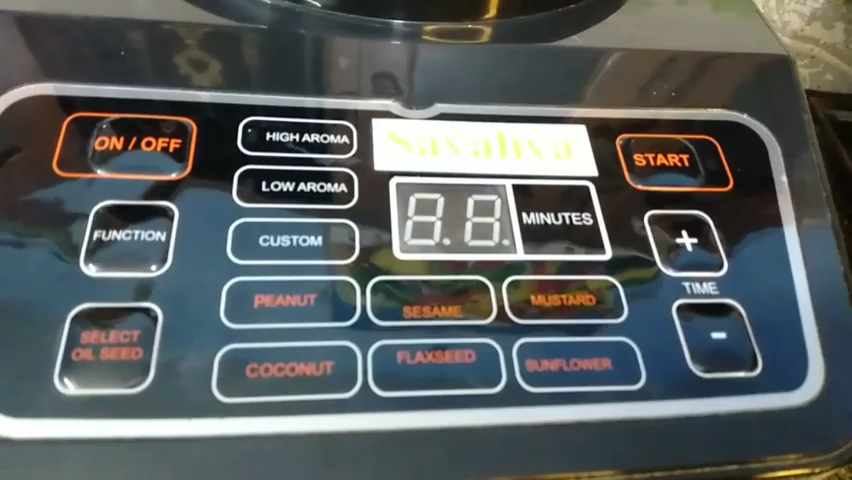 ON / OFF
HIGH AROMA
Savaliya
START
LOW AROMA
FUNCTION
CUSTOM
8.8.
MINUTES
+
TIME
PEANUT
SESAME
MUSTARD
SELECT
OIL SEED
COCONUT
FLAXSEED
SUNFLOWER
-